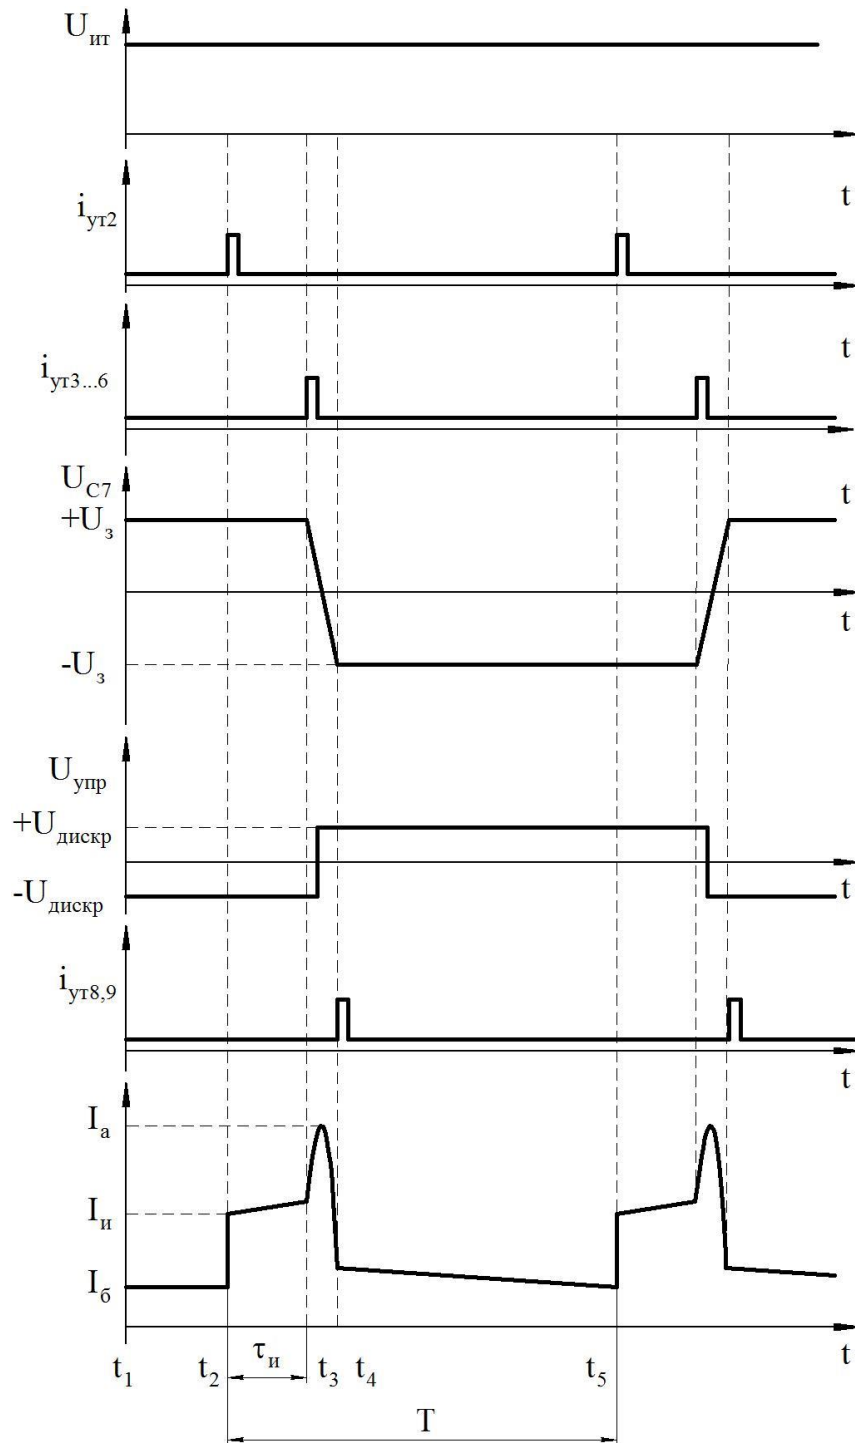 Uит
t
iут2
t
iут3...6
t
UС7
+Uз
t
-Uз
Uупр
+Uдискр
-Uдискр
t
iут8,9
t
Iа
Iи
Iб
t
t1 t2 τи t3 t4 t5
T